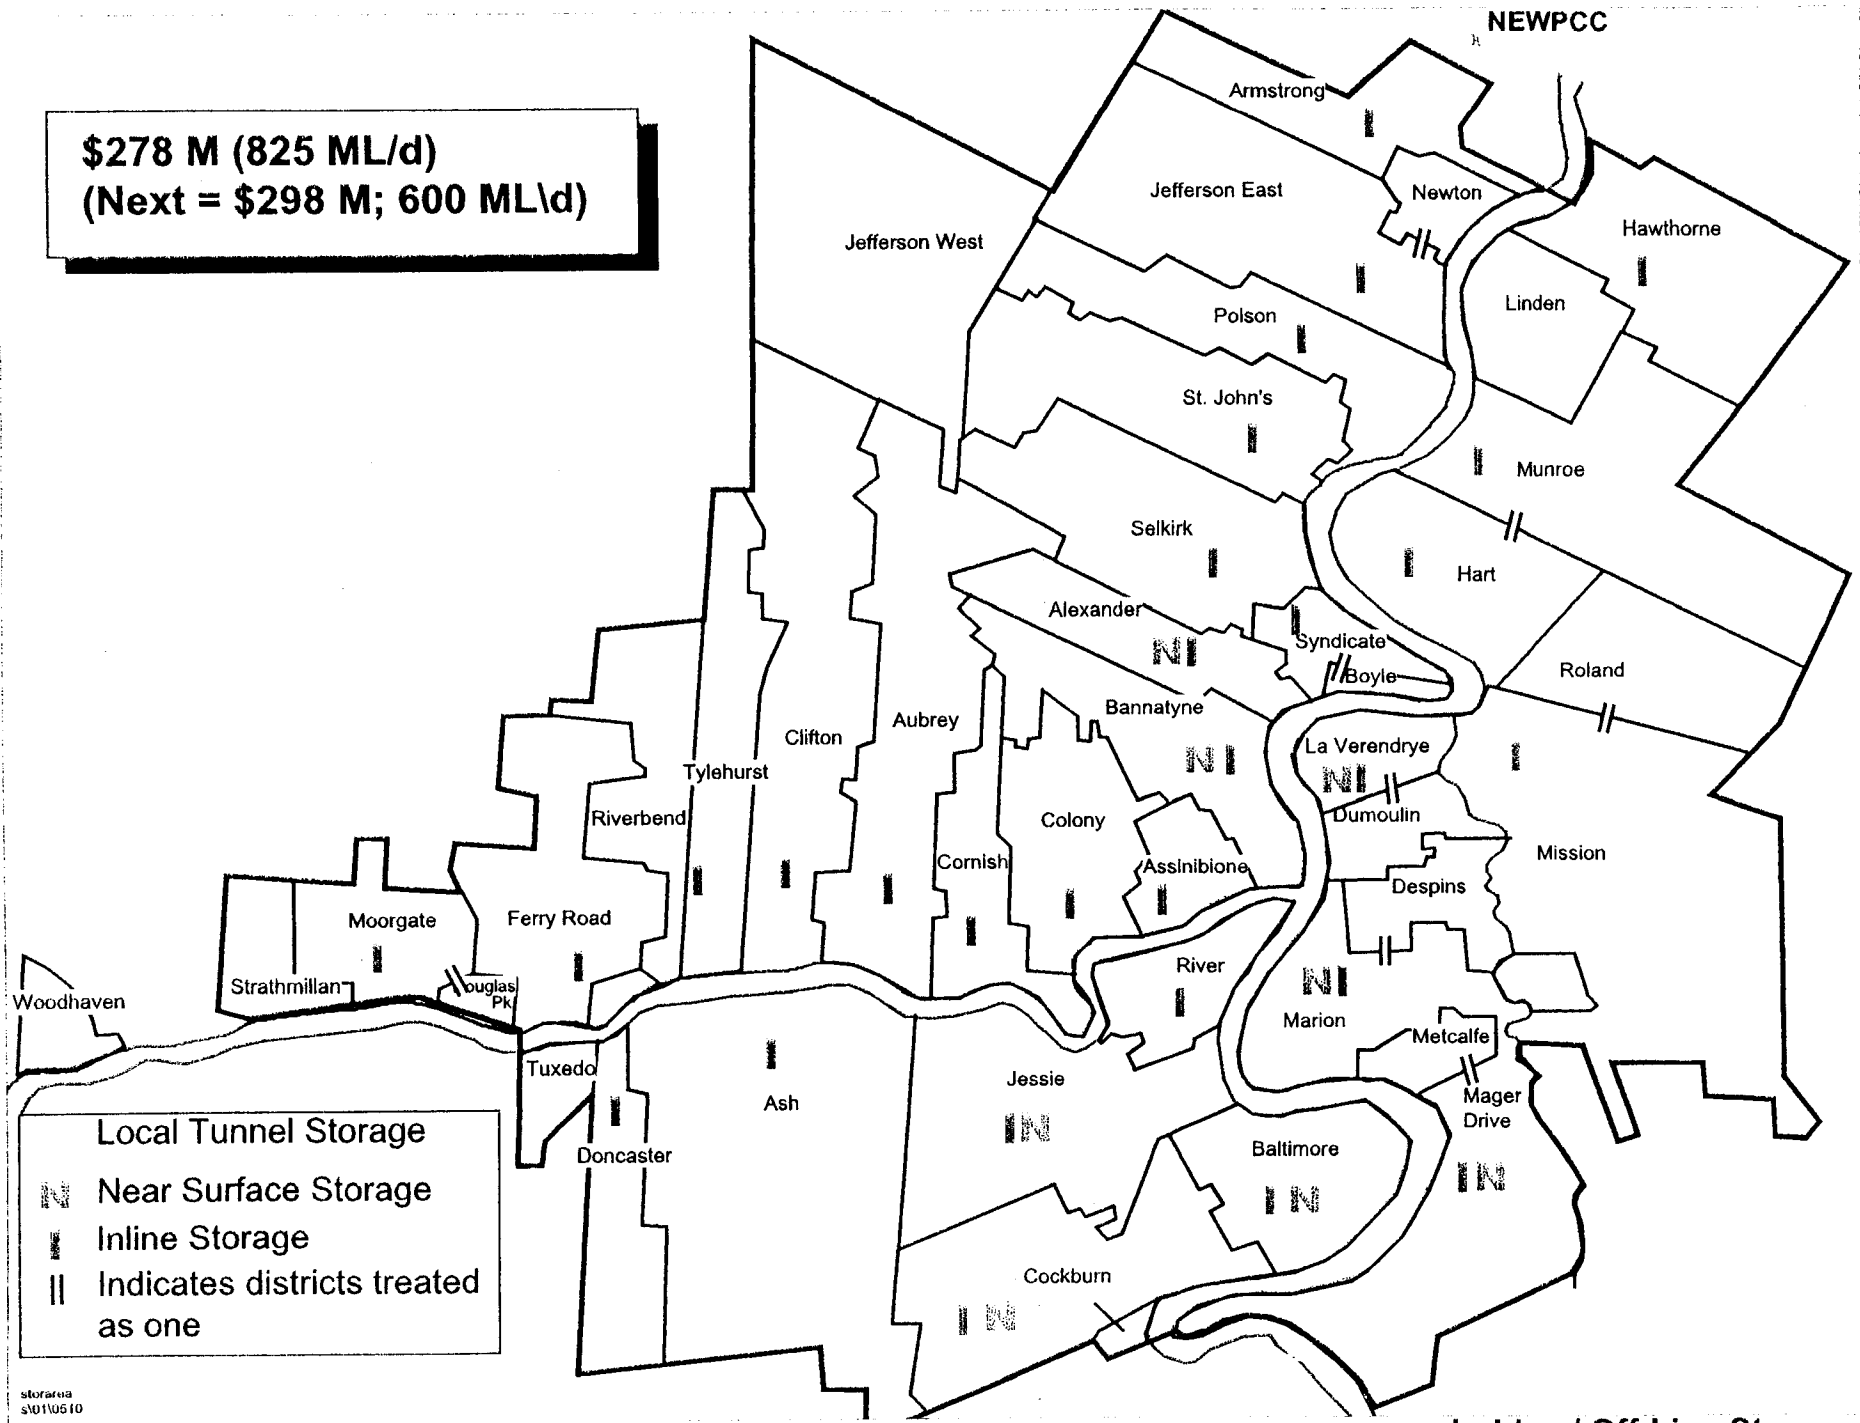 NEWPCC
$278 M (825 ML/d)
(Next = $298 M; 600 ML\d)
Armstrong
Jefferson East
Newton
Hawthorne
Jefferson West
Linden
Polson
St. John's
Munroe
Selkirk
Hart
Alexander
N I
Syndicate
Boyle
Roland
Bannatyne
N I
La Verendrye
N I
Aubrey
Clifton
Tylehurst
Riverbend
Colony
Dumoulin
Mission
Cornish
Assinibione
Despins
Moorgate
Ferry Road
River
Strathmillan
ouglas
Pk
Woodhaven
N I
Marion
Metcalfe
Tuxedo
Jessie
I N
Ash
Mager
Drive
I N
Doncaster
Baltimore
I N
Cockburn
I N
Local Tunnel Storage
N Near Surface Storage
I Inline Storage
|| Indicates districts treated
as one